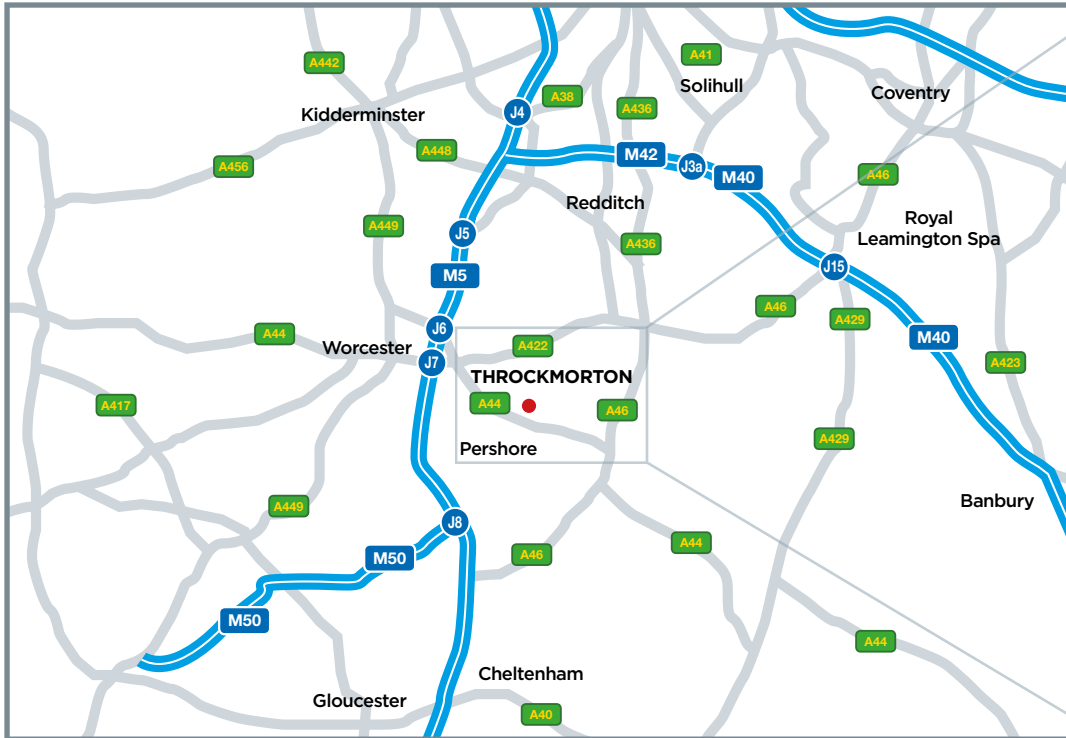 A41
A442
Solihull
Coventry
A38
A436
Kidderminster
J4
A448
M42
J3a
M40
A456
A46
Redditch
A449
J5
A436
Royal
Leamington Spa
J15
M5
A46
A429
J6
A44
M40
A422
Worcester
J7
A423
THROCKMORTON
A44
A46
A417
A429
Pershore
Banbury
A449
J8
A44
A46
M50
M50
A44
Cheltenham
Gloucester
A40